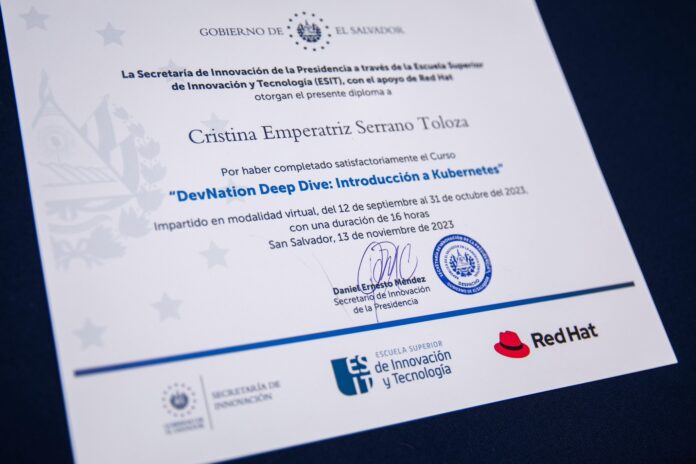 GOBIERNO DE EL SALVADOR
La Secretaría de Innovación de la Presidencia a través de la Escuela Superior
de Innovación y Tecnología (ESIT), con el apoyo de Red Hat
otorgan el presente diploma a
Cristina Emperatriz Serrano Toloza
Por haber completado satisfactoriamente el Curso
“DevNation Deep Dive: Introducción a Kubernetes”
Impartido en modalidad virtual, del 12 de septiembre al 31 de octubre del 2023,
con una duración de 16 horas
San Salvador, 13 de noviembre de 2023
Daniel Ernesto Méndez
Secretario de Innovación
de la Presidencia
GOBIERNO DE
EL SALVADOR
SECRETARÍA DE
INNOVACIÓN
ESIT
ESCUELA SUPERIOR
de Innovación
y Tecnología
Red Hat